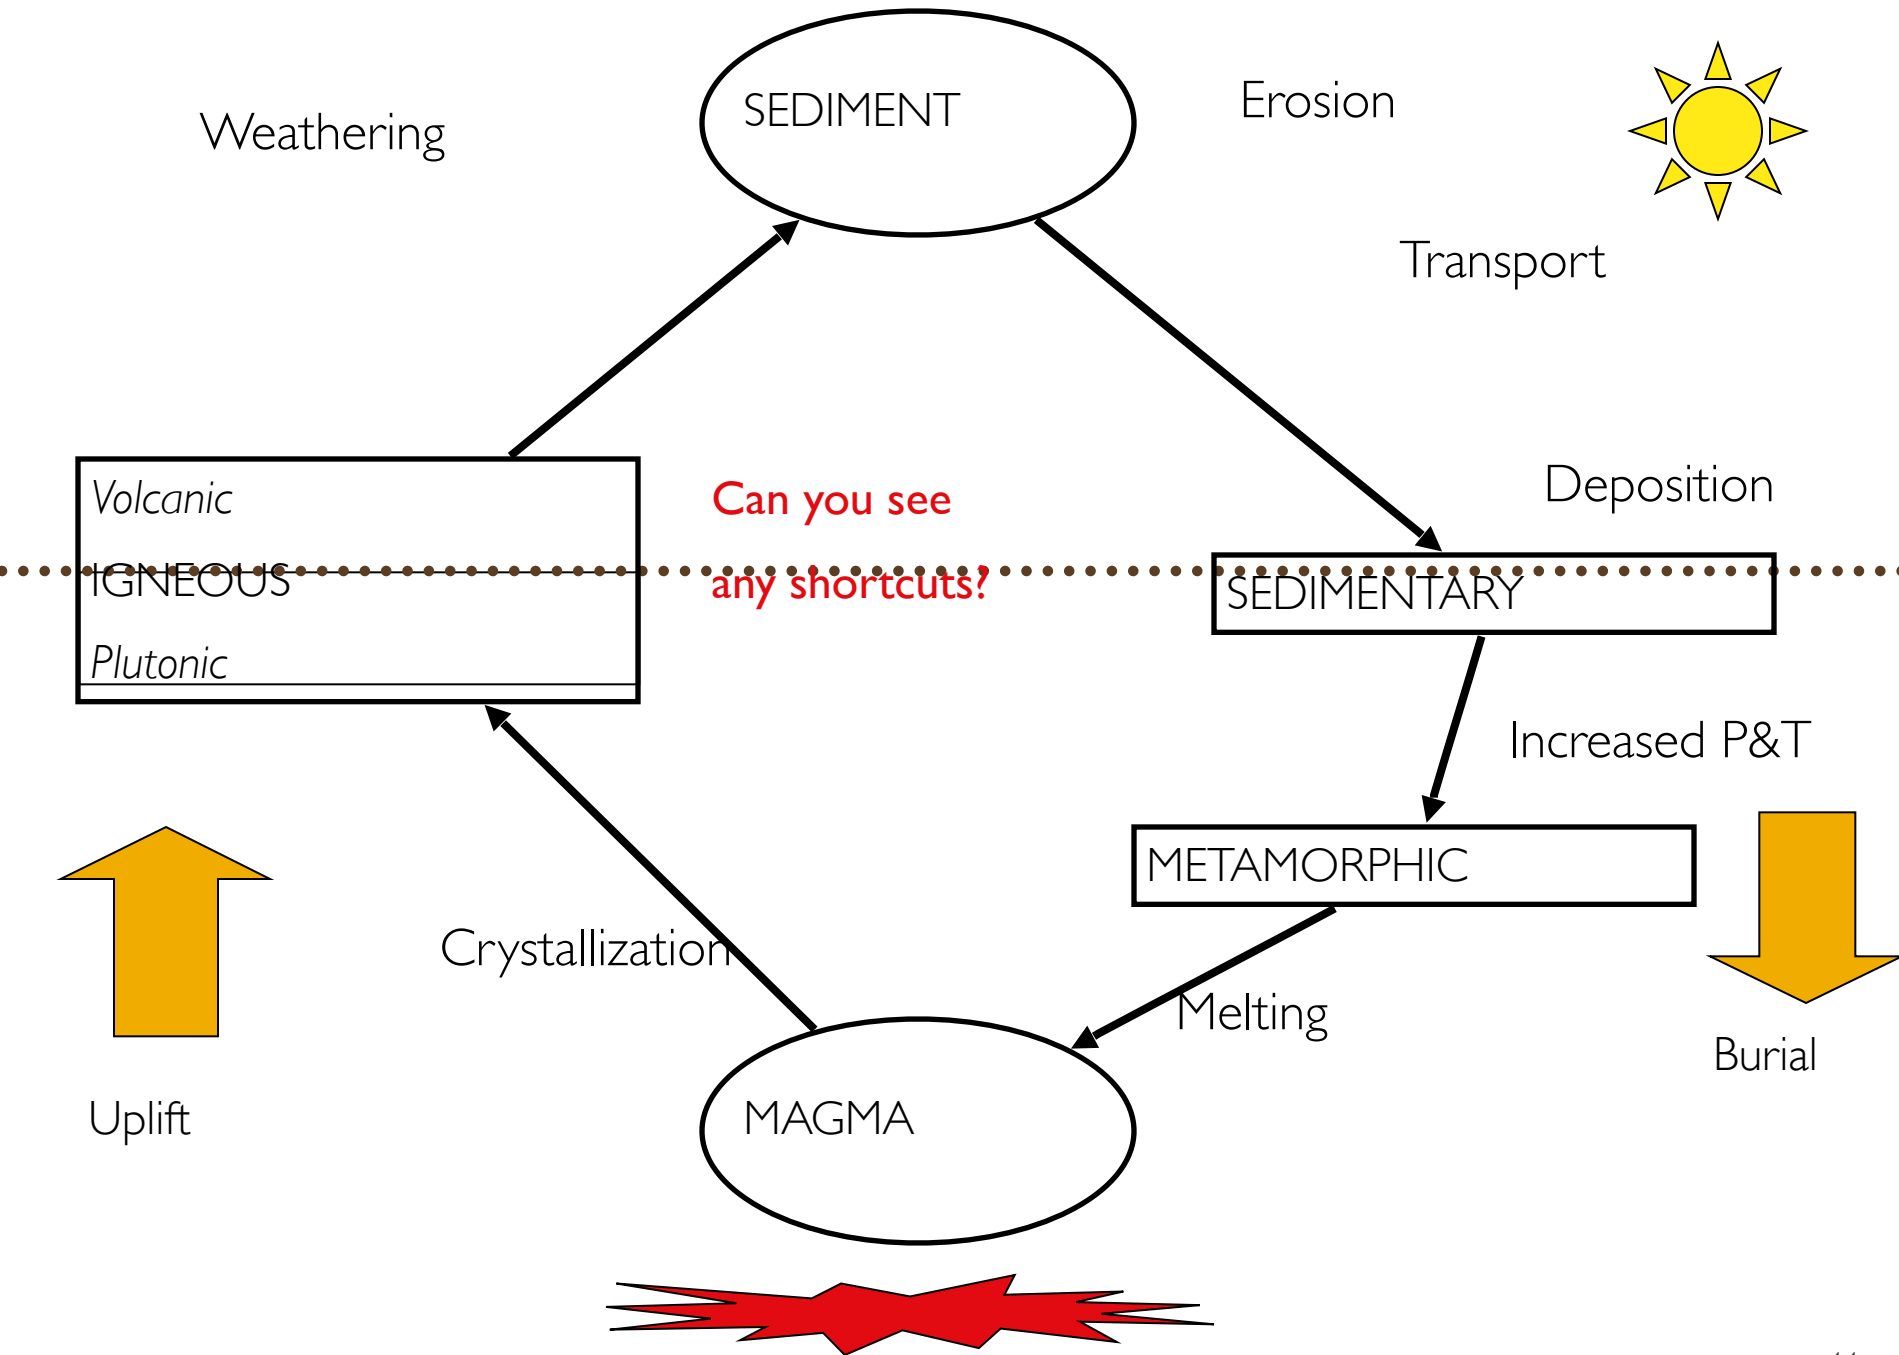 SEDIMENT
Erosion
Weathering
Transport
Volcanic
Can you see
Deposition
IGNEOUS
any shortcuts?
SEDIMENTARY
Plutonic
Increased P&T
METAMORPHIC
Crystallization
Melting
Burial
Uplift
MAGMA